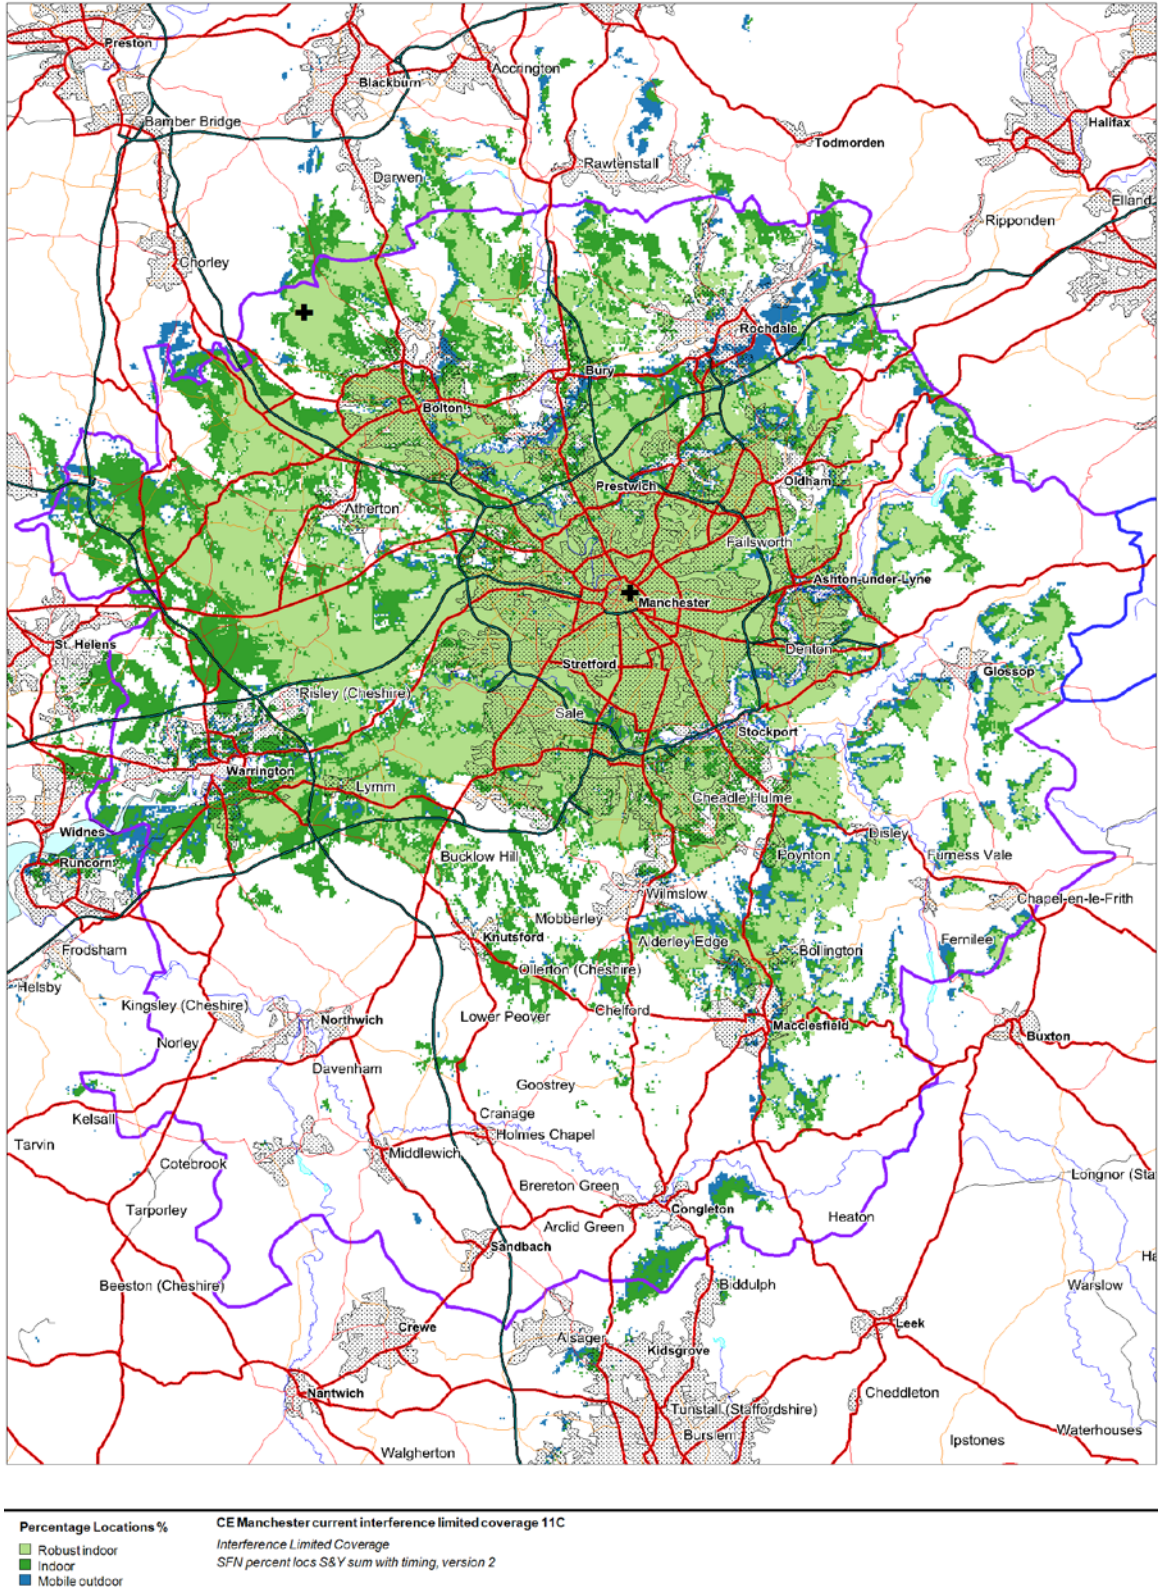 Preston
Accrington
Blackburn
Bamber Bridge
Halifax
Todmorden
Rawtenstall
Darwen
Elland
Ripponden
Chorley
Rochdale
Bury
Bolton
Oldham
Prestwich
Atherton
Failsworth
Ashton-under-Lyne
Manchester
St. Helens
Denton
Stretford
Glossop
Risley (Cheshire)
Sale
Stockport
Warrington
Lymm
Cheadle Hulme
Widnes
Disley
Bucklow Hill
Poynton
Furness Vale
Runcorn
Wilmslow
Chapel-en-le-Frith
Mobberley
Knutsford
Alderley Edge
Fernilee
Frodsham
Bollington
Ollerton (Cheshire)
Helsby
Kingsley (Cheshire)
Chelford
Lower Peover
Northwich
Macclesfield
Buxton
Norley
Davenham
Goostrey
Cranage
Kelsall
Holmes Chapel
Tarvin
Middlewich
Cotebrook
Longnor (Sta
Brereton Green
Tarporley
Congleton
Heaton
Arclid Green
Sandbach
Ha
Beeston (Cheshire)
Biddulph
Warslow
Crewe
Leek
Alsager
Kidsgrove
Nantwich
Cheddleton
Tunstall (Staffordshire)
Waterhouses
Burslem
Ipstones
Walgherton
Percentage Locations %
Robust indoor
Indoor
Mobile outdoor
CE Manchester current interference limited coverage 11C
Interference Limited Coverage
SFN percent locs S&Y sum with timing, version 2